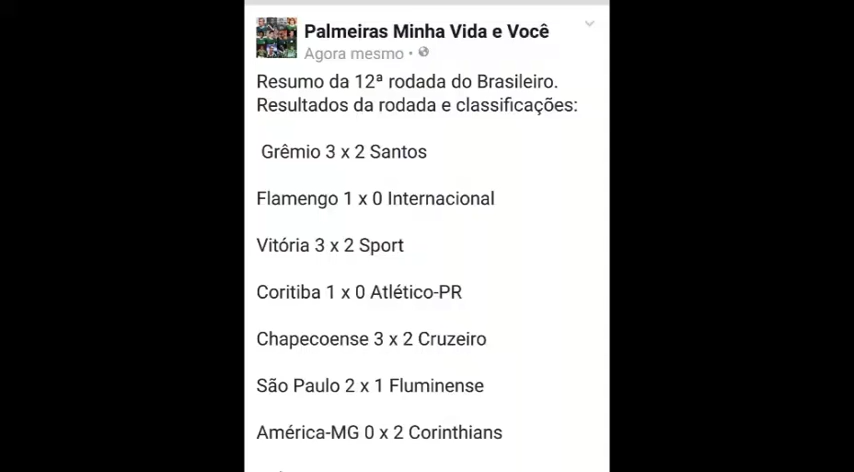 Palmeiras Minha Vida e Você
Agora mesmo •
Resumo da 12ª rodada do Brasileiro.
Resultados da rodada e classificações:
Grêmio 3 x 2 Santos
Flamengo 1 x 0 Internacional
Vitória 3 x 2 Sport
Coritiba 1 x 0 Atlético-PR
Chapecoense 3 x 2 Cruzeiro
São Paulo 2 x 1 Fluminense
América-MG 0 x 2 Corinthians